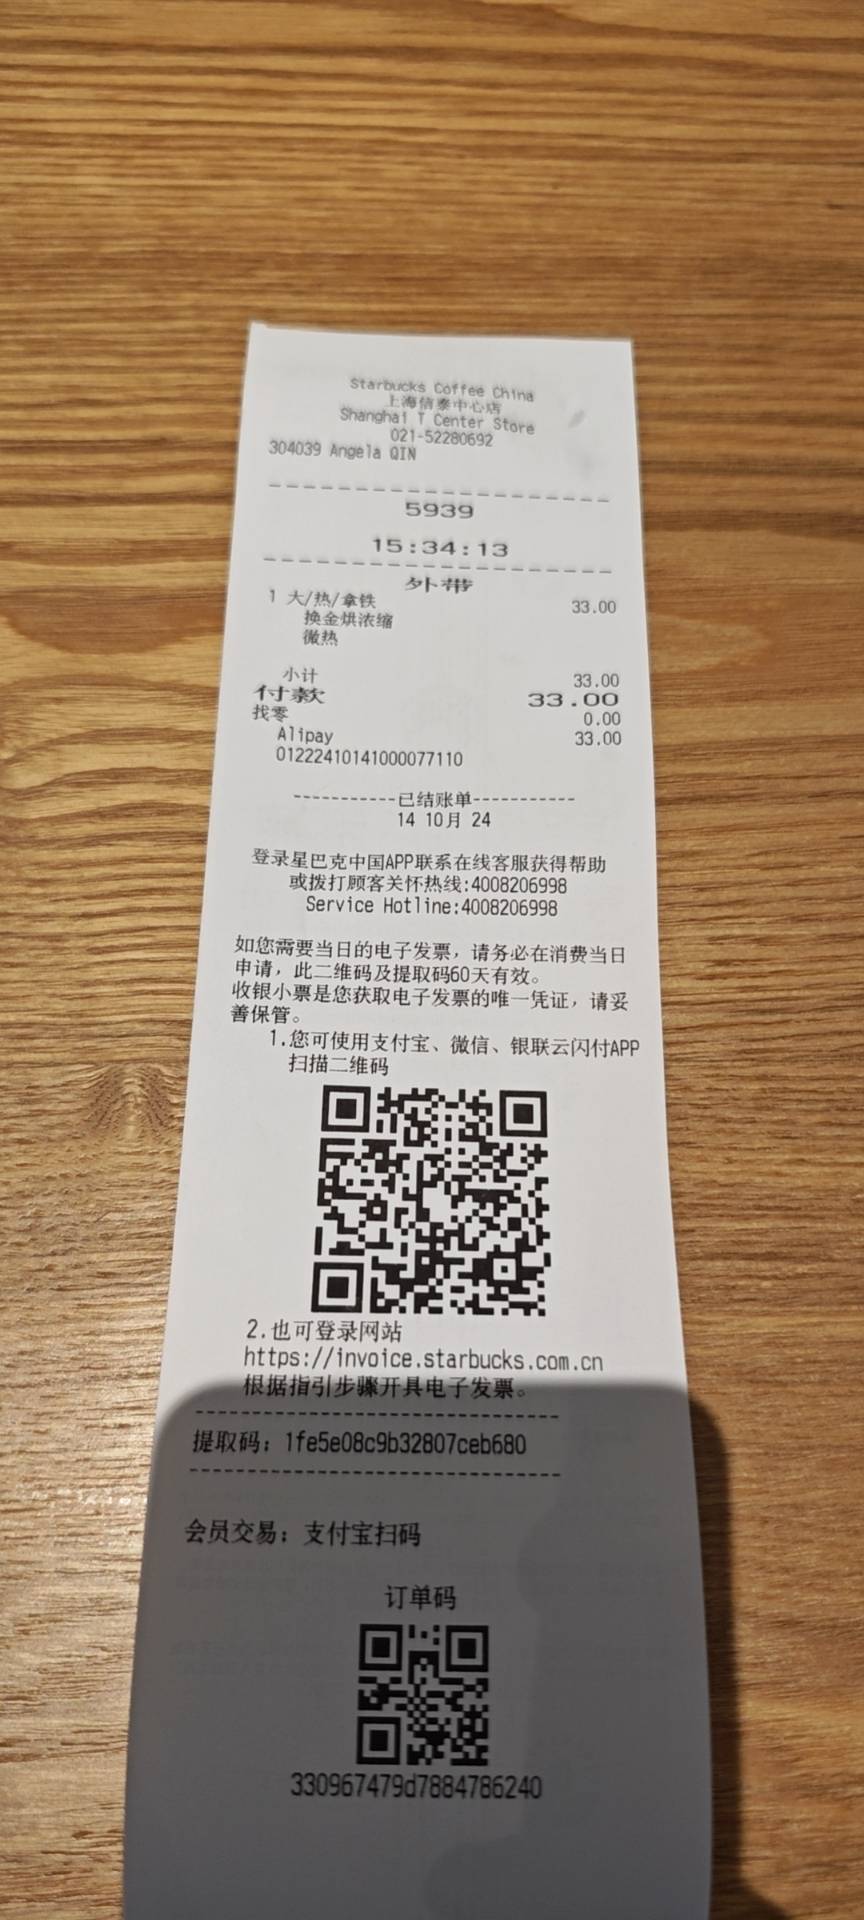 Starbucks Coffee China
上海信泰中心店
Shanghai T Center Store
021-52280692
304039 Angela QIN
5939
15:34:13
外带
1 大/热/拿铁 33.00
换金烘浓缩
微热
小计 33.00
付款 33.00
找零 0.00
Alipay 33.00
01222410141000077110
-----------已结账单-----------
14 10月 24
登录星巴克中国APP联系在线客服获得帮助
或拨打顾客关怀热线:4008206998
Service Hotline:4008206998
如您需要当日的电子发票，请务必在消费当日
申请，此二维码及提取码60天有效。
收银小票是您获取电子发票的唯一凭证，请妥
善保管。
1.您可使用支付宝、微信、银联云闪付APP
扫描二维码
2.也可登录网站
https://invoice.starbucks.com.cn
根据指引步骤开具电子发票。
提取码：1fe5e08c9b32807ceb680
会员交易：支付宝扫码
订单码
330967479d7884786240